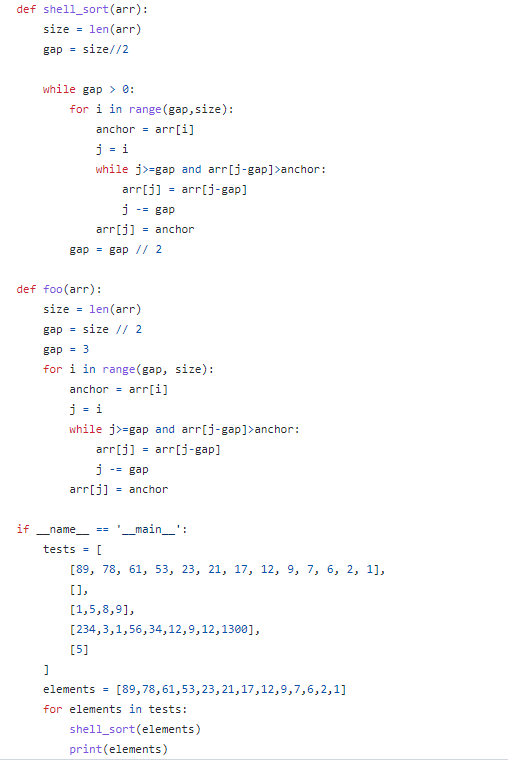 def shell_sort(arr):
    size = len(arr)
    gap = size//2

    while gap > 0:
        for i in range(gap,size):
            anchor = arr[i]
            j = i
            while j>=gap and arr[j-gap]>anchor:
                arr[j] = arr[j-gap]
                j -= gap
            arr[j] = anchor
        gap = gap // 2

def foo(arr):
    size = len(arr)
    gap = size // 2
    gap = 3
    for i in range(gap, size):
        anchor = arr[i]
        j = i
        while j>=gap and arr[j-gap]>anchor:
            arr[j] = arr[j-gap]
            j -= gap
        arr[j] = anchor

if __name__ == '__main__':
    tests = [
        [89, 78, 61, 53, 23, 21, 17, 12, 9, 7, 6, 2, 1],
        [],
        [1,5,8,9],
        [234,3,1,56,34,12,9,12,1300],
        [5]
    ]
    elements = [89,78,61,53,23,21,17,12,9,7,6,2,1]
    for elements in tests:
        shell_sort(elements)
        print(elements)